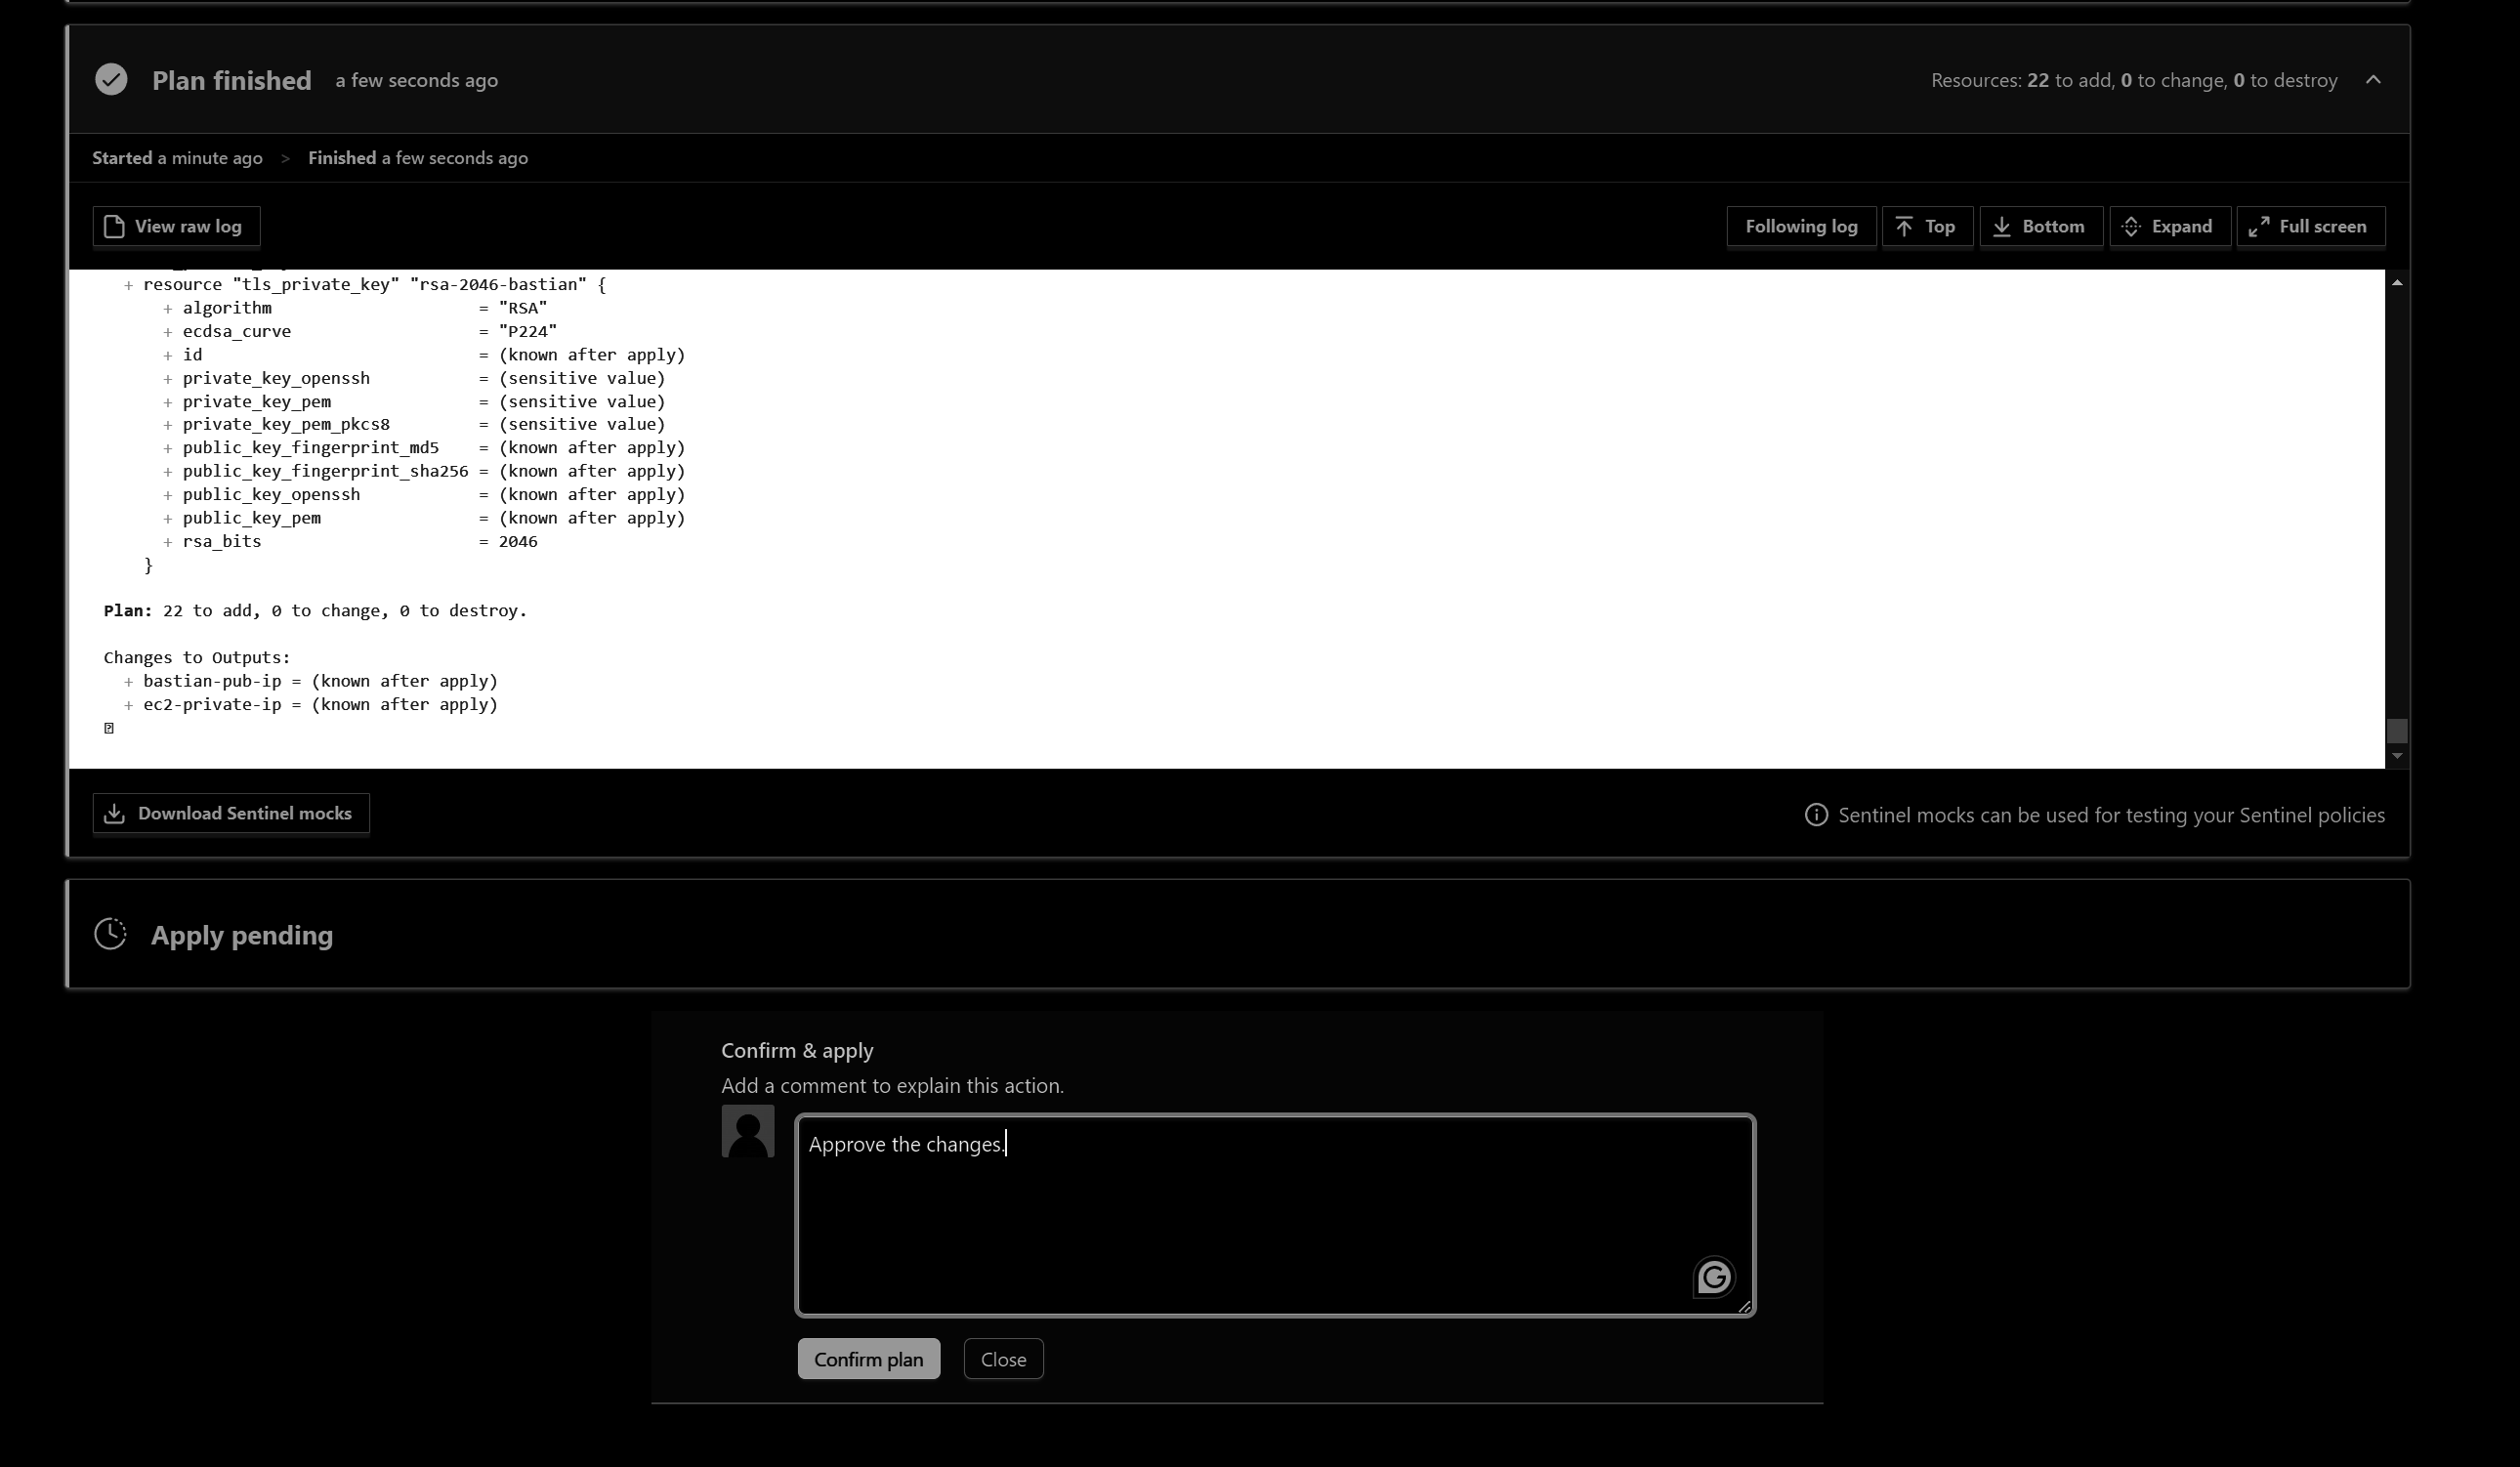 Plan finished a few seconds ago Resources: 22 to add, 0 to change, 0 to destroy
Started a minute ago > Finished a few seconds ago
View raw log Following log Top Bottom Expand Full screen
+ resource "tls_private_key" "rsa-2046-bastian" {
+ algorithm = "RSA"
+ ecdsa_curve = "P224"
+ id = (known after apply)
+ private_key_openssh = (sensitive value)
+ private_key_pem = (sensitive value)
+ private_key_pem_pkcs8 = (sensitive value)
+ public_key_fingerprint_md5 = (known after apply)
+ public_key_fingerprint_sha256 = (known after apply)
+ public_key_openssh = (known after apply)
+ public_key_pem = (known after apply)
+ rsa_bits = 2046
}
Plan: 22 to add, 0 to change, 0 to destroy.
Changes to Outputs:
+ bastian-pub-ip = (known after apply)
+ ec2-private-ip = (known after apply)
Download Sentinel mocks Sentinel mocks can be used for testing your Sentinel policies
Apply pending
Confirm & apply
Add a comment to explain this action.
Approve the changes.
Confirm plan Close